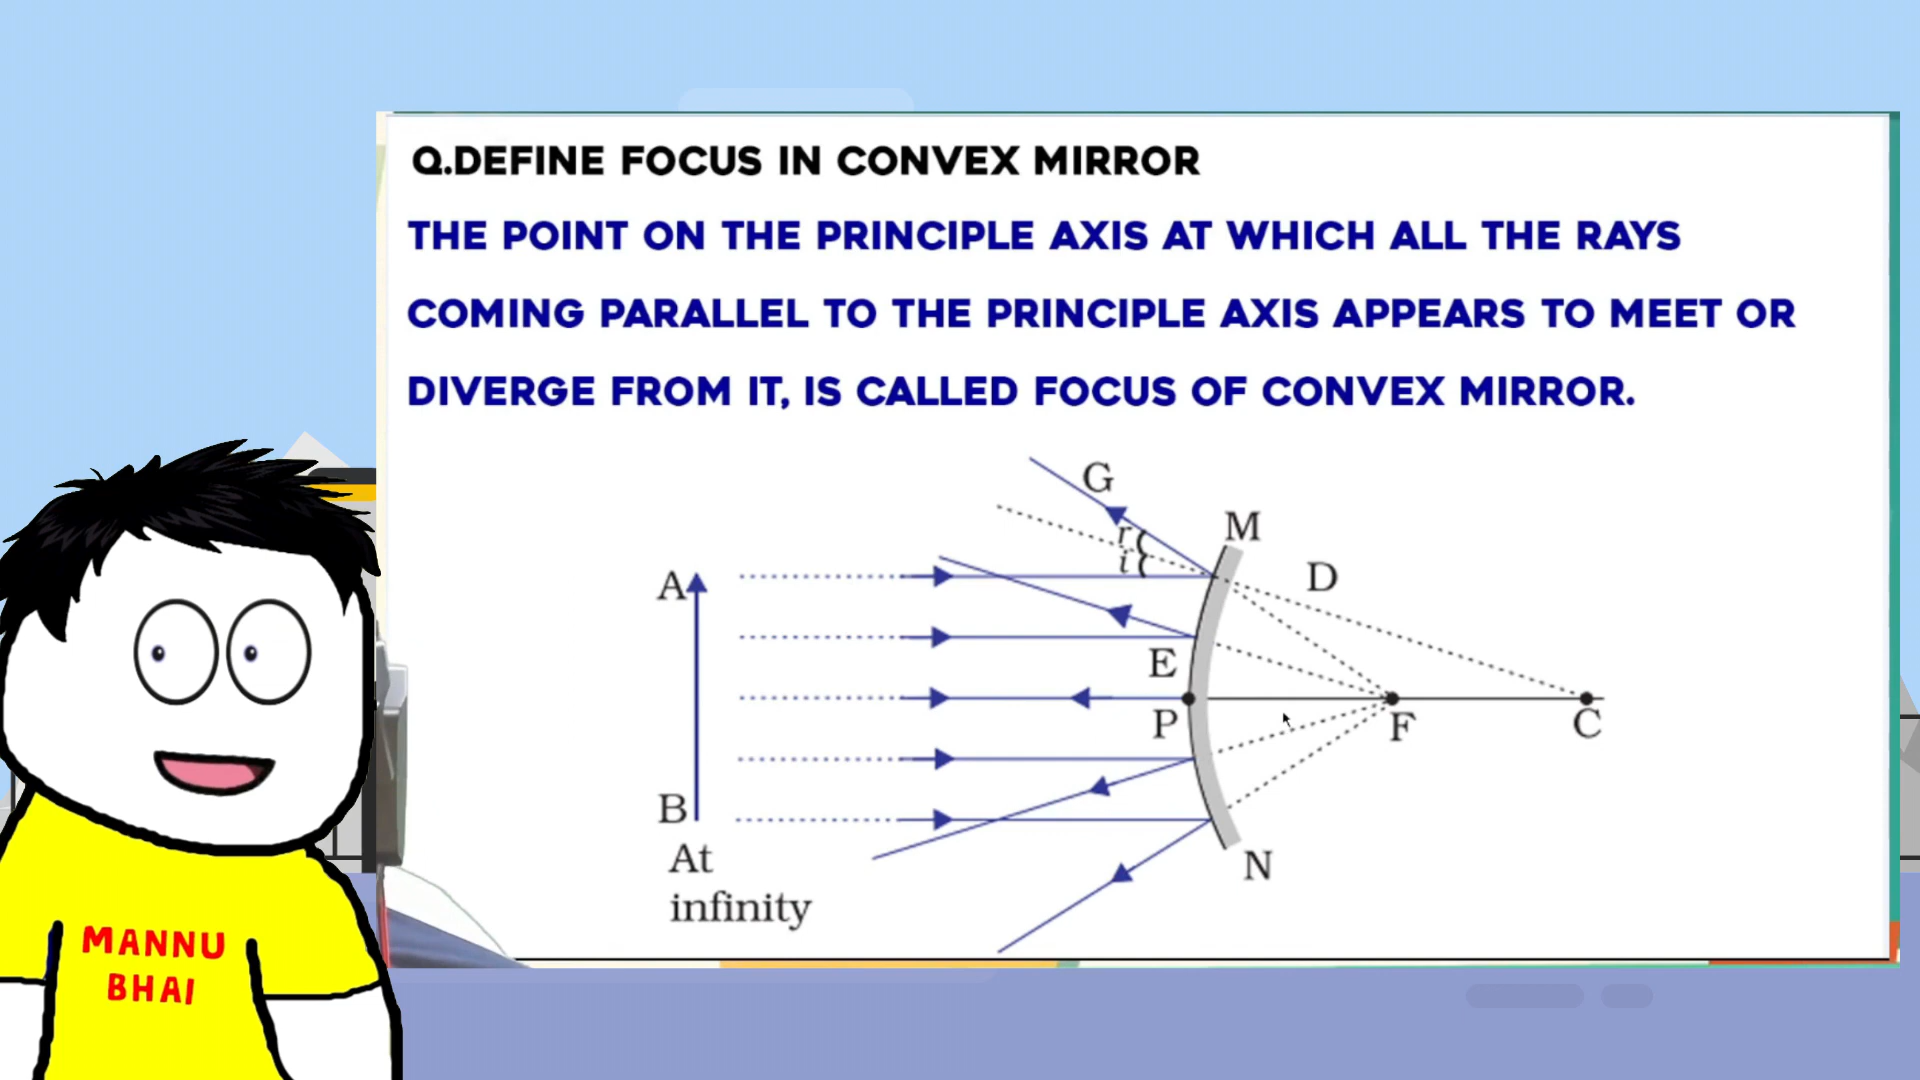 Q.DEFINE FOCUS IN CONVEX MIRROR
THE POINT ON THE PRINCIPLE AXIS AT WHICH ALL THE RAYS
COMING PARALLEL TO THE PRINCIPLE AXIS APPEARS TO MEET OR
DIVERGE FROM IT, IS CALLED FOCUS OF CONVEX MIRROR.
G
M
r
i
A
D
E
P
F
C
B
At
infinity
N
MANNU
BHAI